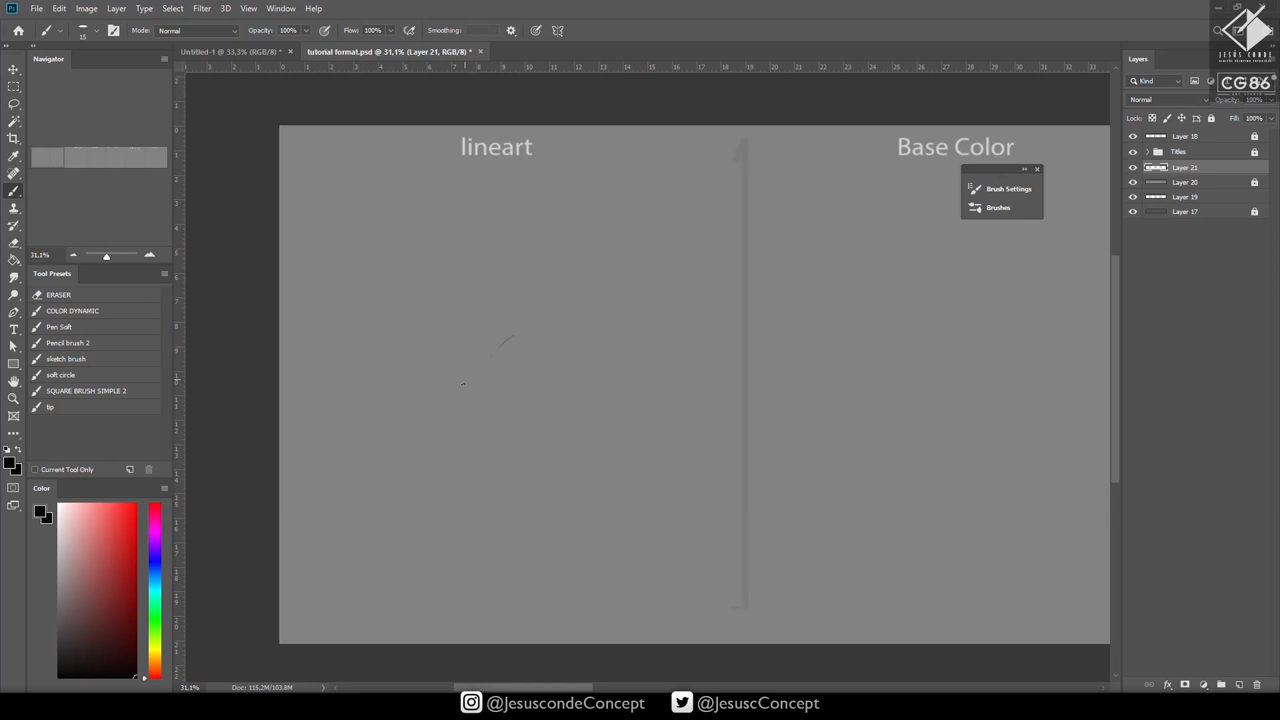 File Edit Image Layer Type Select Filter 3D View Window Help
15 Mode: Normal Opacity: 100% Flow: 100% Smoothing:
Untitled-1 @ 33,3% (RGB/8) * tutorial format.psd @ 31,1% (Layer 21, RGB/8) *
Navigator
31.1%
Tool Presets
ERASER
COLOR DYNAMIC
Pen Soft
Pencil brush 2
sketch brush
soft circle
SQUARE BRUSH SIMPLE 2
tip
Current Tool Only
Color
lineart
Base Color
Brush Settings
Brushes
JESÚS CONDE
CG86
Layers
Kind
Normal Opacity: 100%
Lock: Fill: 100%
Layer 18
Titles
Layer 21
Layer 20
Layer 19
Layer 17
31.1% Doc: 115,2M/103,8M
@JesuscondeConcept @JesuscConcept